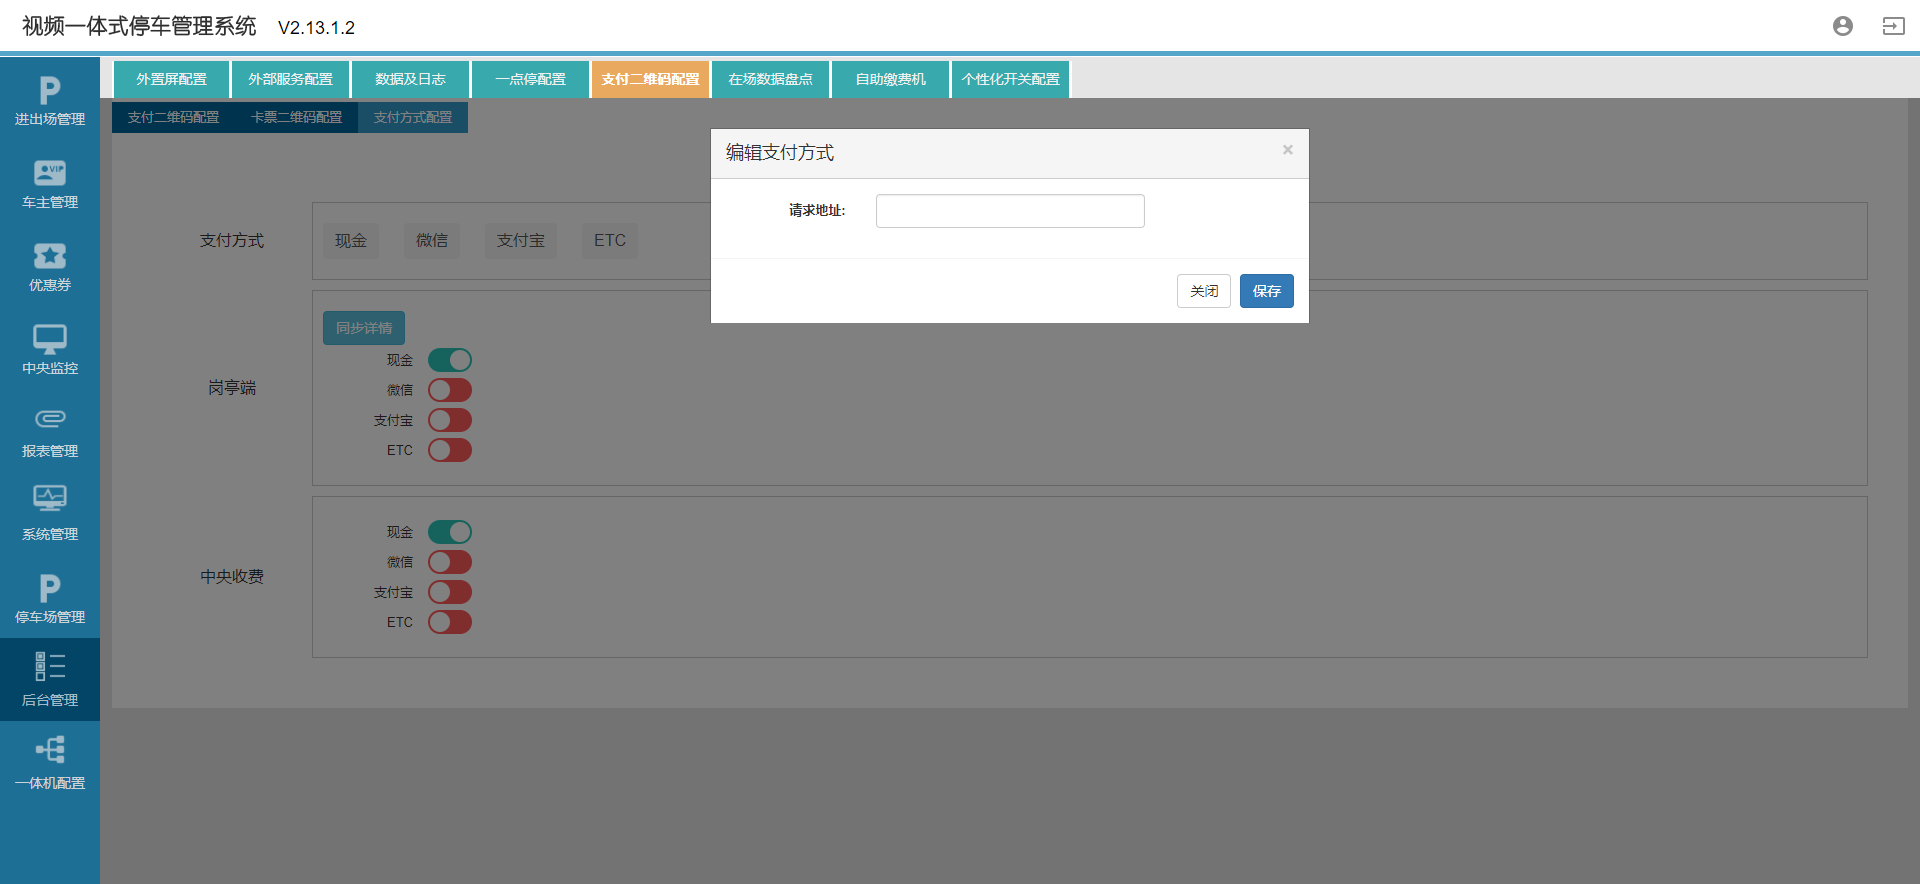 视频一体式停车管理系统 V2.13.1.2
外置屏配置 外部服务配置 数据及日志 一点停配置 支付二维码配置 在场数据盘点 自助缴费机 个性化开关配置
支付二维码配置 卡票二维码配置 支付方式配置
进出场管理
VIP
车主管理
优惠券
中央监控
报表管理
系统管理
停车场管理
后台管理
一体机配置
编辑支付方式 ×
请求地址:
关闭 保存
支付方式 现金 微信 支付宝 ETC
岗亭端
同步详情
现金
微信
支付宝
ETC
中央收费
现金
微信
支付宝
ETC